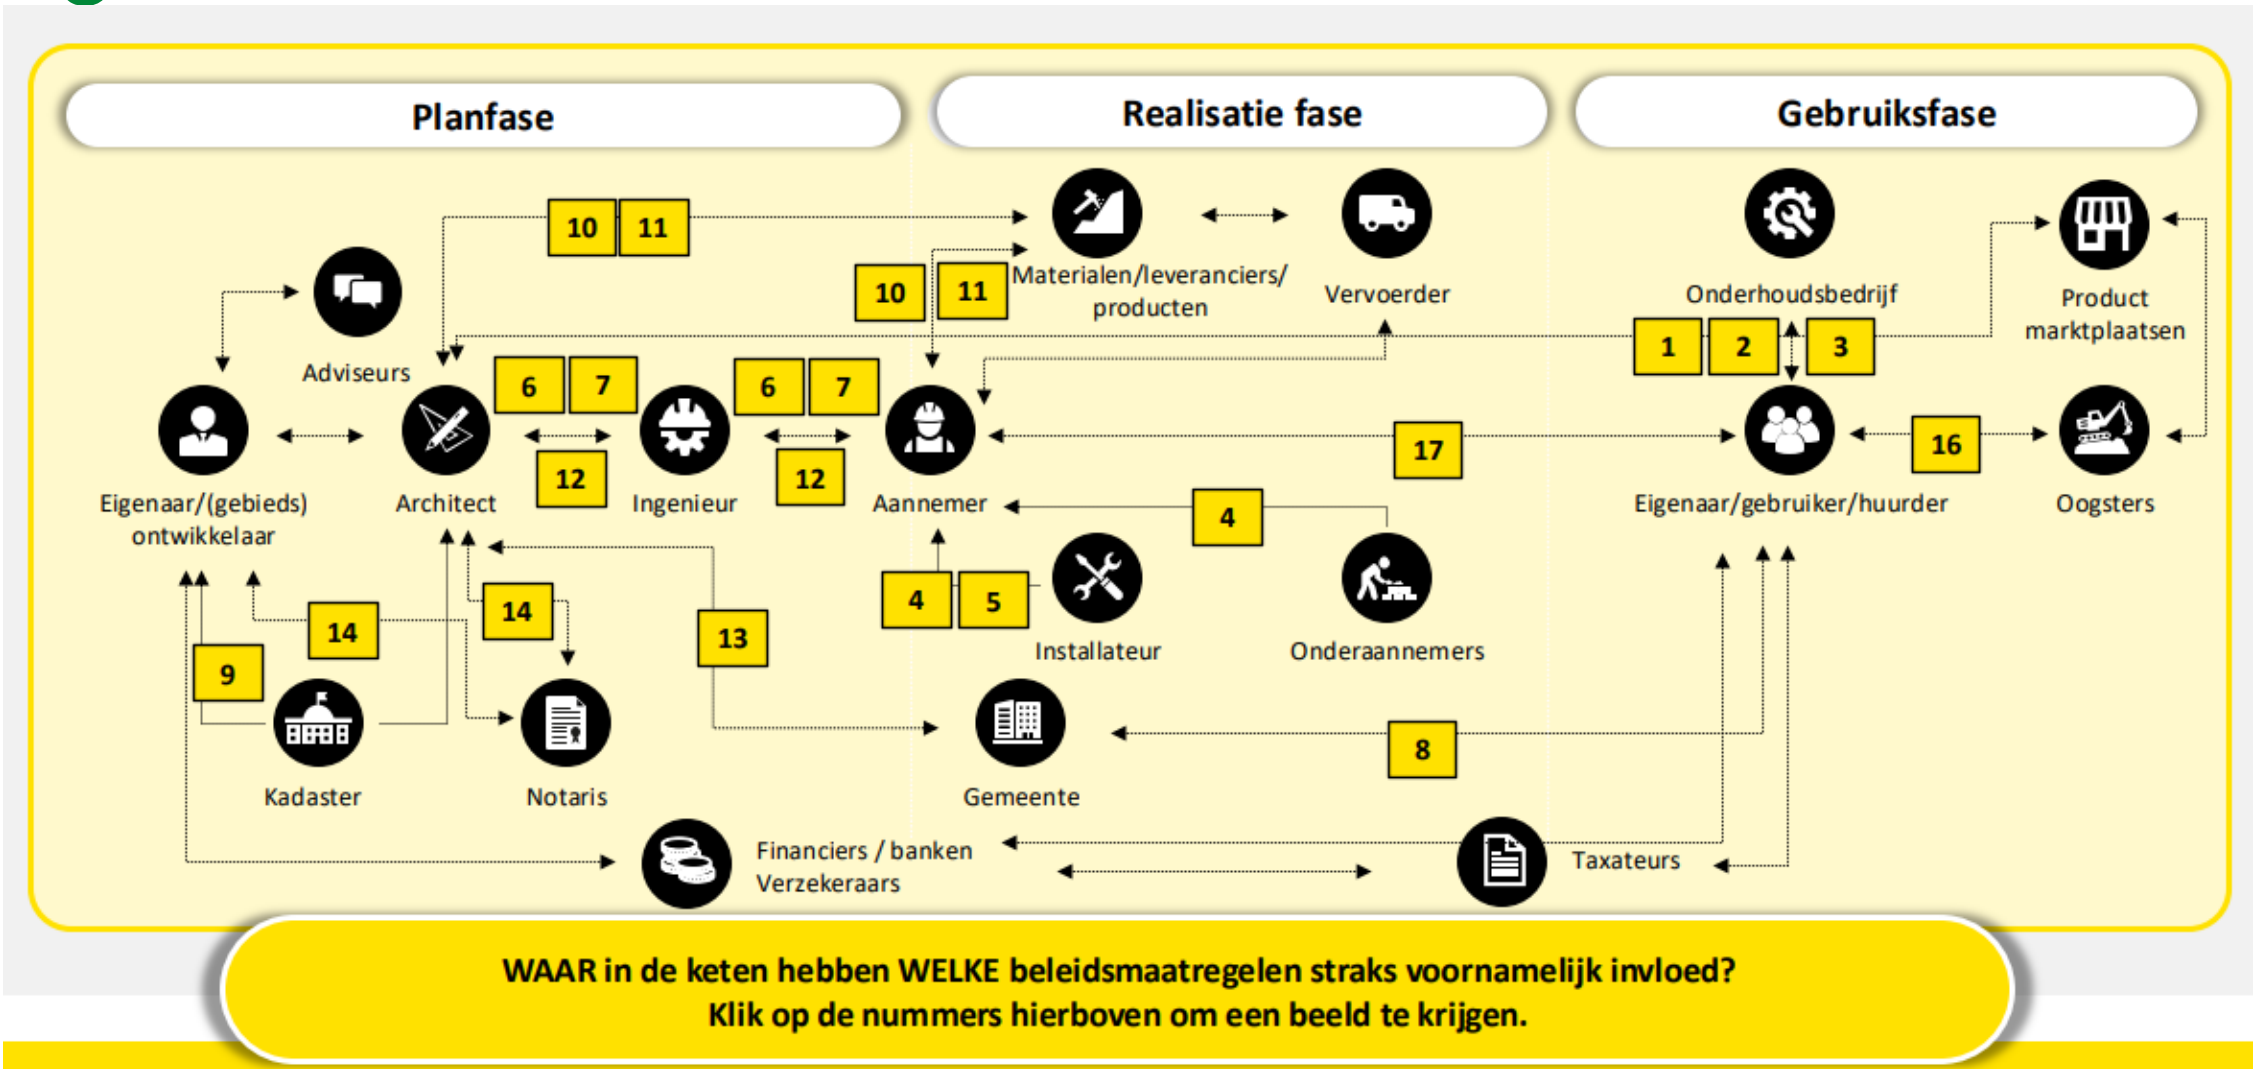 Planfase
Realisatie fase
Gebruiksfase
10 11
10 11
Materialen/leveranciers/
producten
Vervoerder
Onderhoudsbedrijf
Product
marktplaatsen
1 2 3
Adviseurs
6 7
6 7
12
12
17
16
Eigenaar/(gebieds)
ontwikkelaar
Architect
Ingenieur
Aannemer
Eigenaar/gebruiker/huurder
Oogsters
4
4 5
14
14
13
9
Installateur
Onderaannemers
8
Kadaster
Notaris
Gemeente
Financiers / banken
Verzekeraars
Taxateurs
WAAR in de keten hebben WELKE beleidsmaatregelen straks voornamelijk invloed?
Klik op de nummers hierboven om een beeld te krijgen.